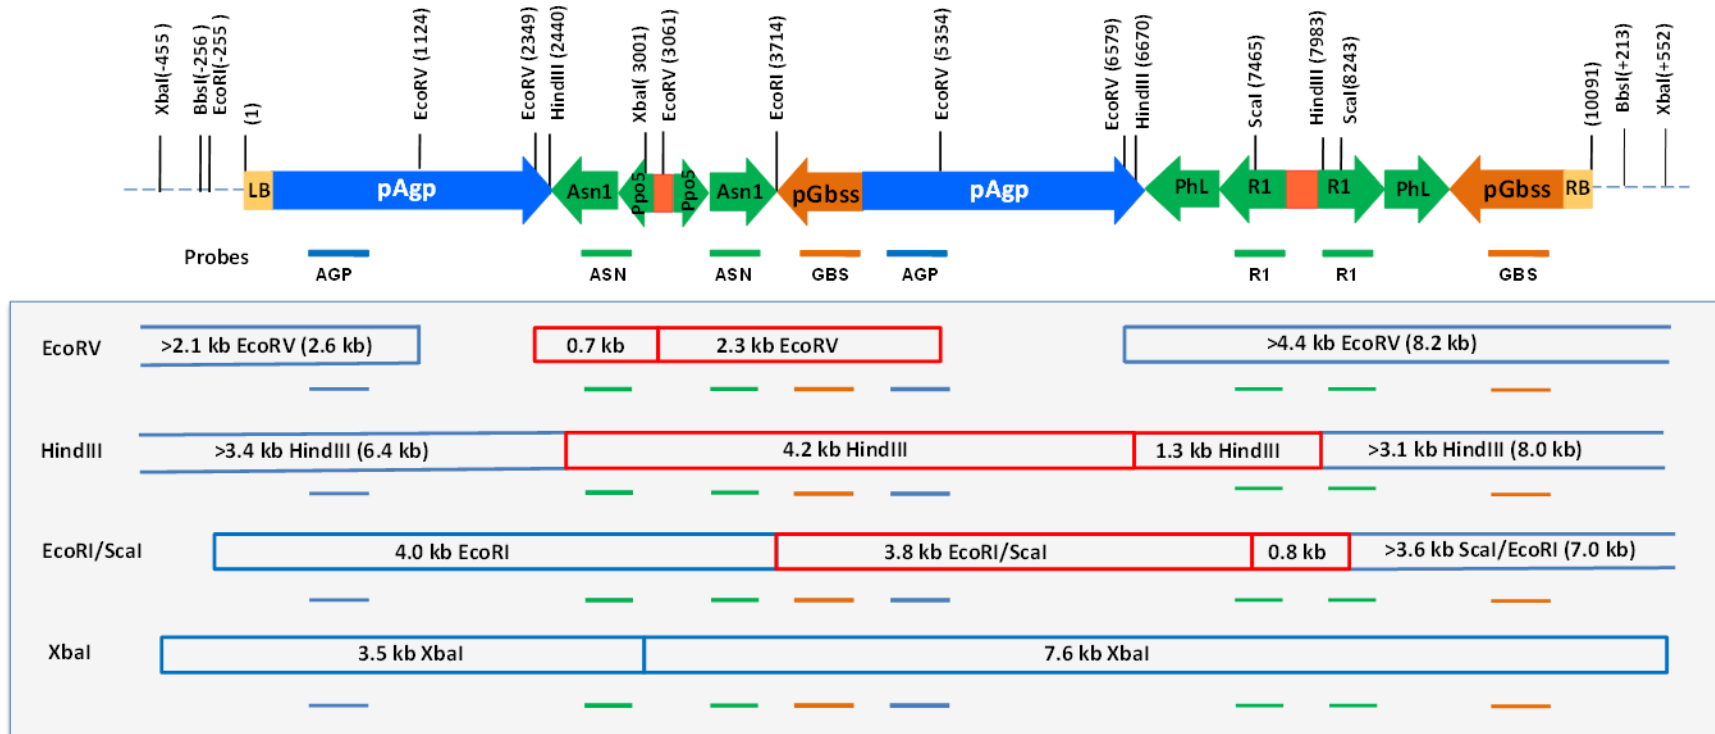 XbaI(-455)
BbsI(-256 )
EcoRI(-255)
(1)
EcoRV (1124)
EcoRV (2349)
HindIII (2440)
XbaI( 3001)
EcoRV (3061)
EcoRI (3714)
EcoRV (5354)
EcoRV (6579)
HindIII (6670)
ScaI (7465)
HindIII (7983)
ScaI(8243)
(10091)
BbsI(+213)
XbaI(+552)
LB pAgp Asn1 Ppo5 Ppo5 Asn1 pGbss pAgp PhL R1 R1 PhL pGbss RB
Probes
AGP ASN ASN GBS AGP R1 R1 GBS
EcoRV >2.1 kb EcoRV (2.6 kb) 0.7 kb 2.3 kb EcoRV >4.4 kb EcoRV (8.2 kb)
HindIII >3.4 kb HindIII (6.4 kb) 4.2 kb HindIII 1.3 kb HindIII >3.1 kb HindIII (8.0 kb)
EcoRI/ScaI 4.0 kb EcoRI 3.8 kb EcoRI/ScaI 0.8 kb >3.6 kb ScaI/EcoRI (7.0 kb)
XbaI 3.5 kb XbaI 7.6 kb XbaI